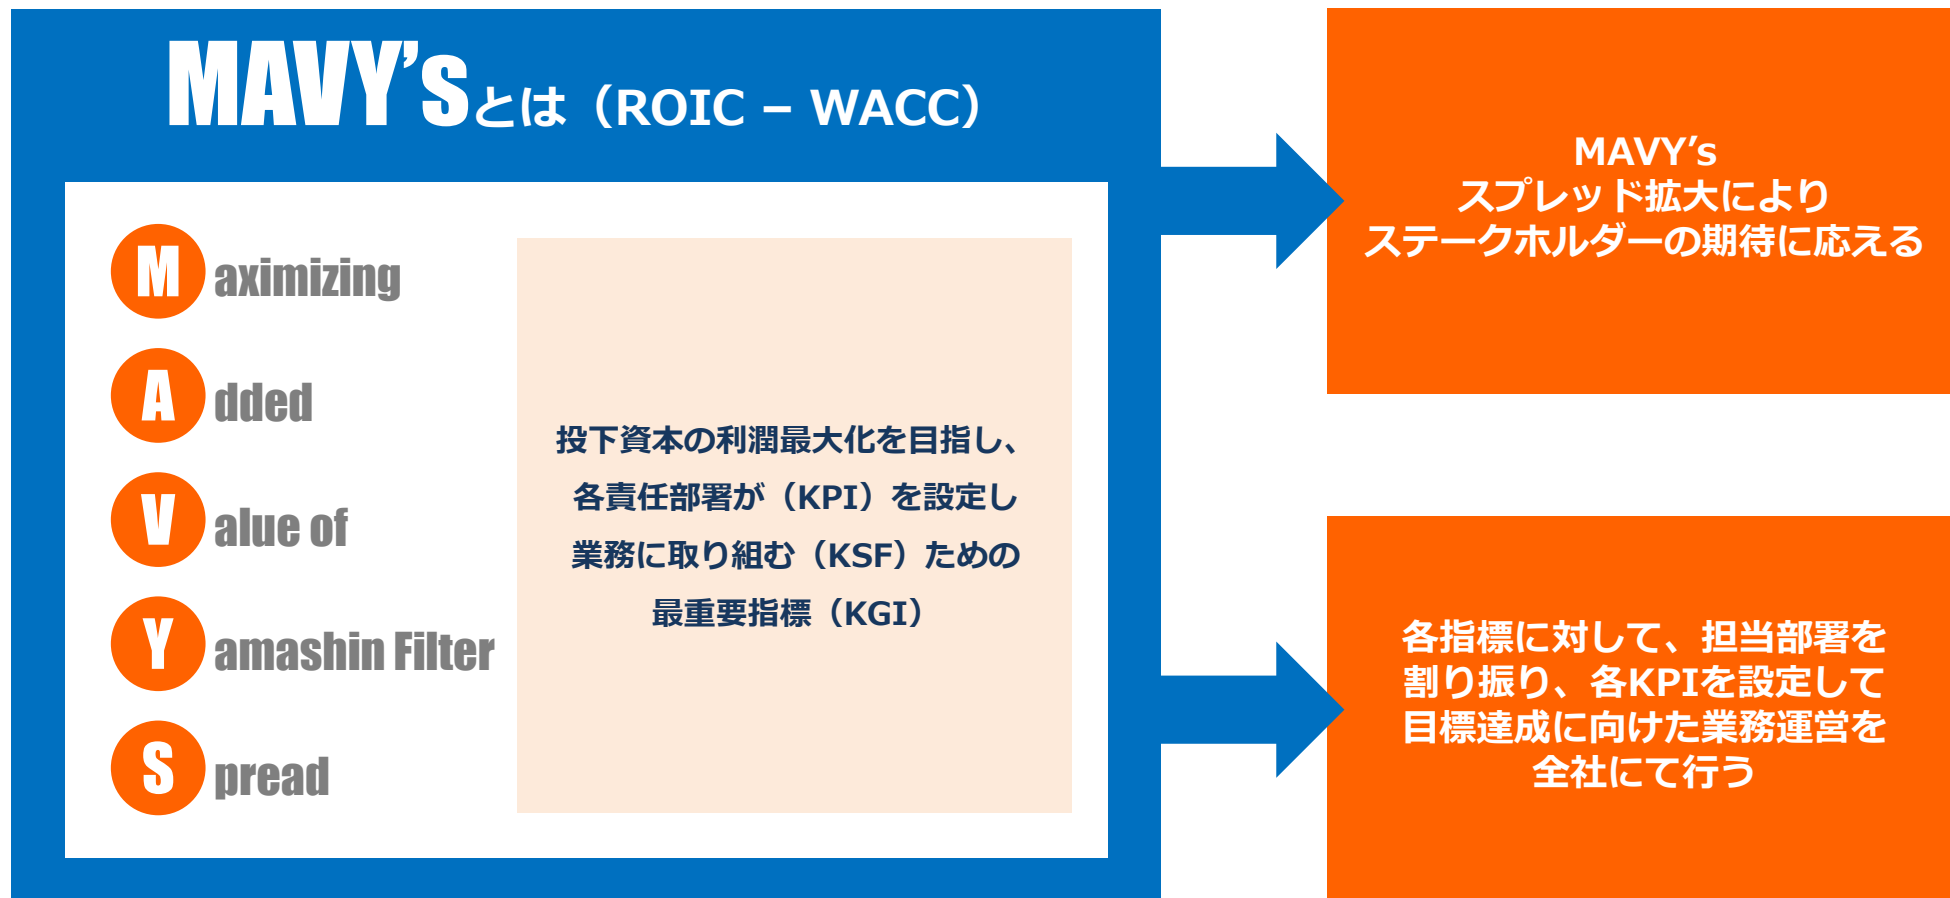 MAVY’sとは（ROIC – WACC）
Maximizing
Added
Value of
Yamashin Filter
Spread
投下資本の利潤最大化を目指し、
各責任部署が（KPI）を設定し
業務に取り組む（KSF）ための
最重要指標（KGI）
MAVY’s
スプレッド拡大により
ステークホルダーの期待に応える
各指標に対して、担当部署を
割り振り、各KPIを設定して
目標達成に向けた業務運営を
全社にて行う